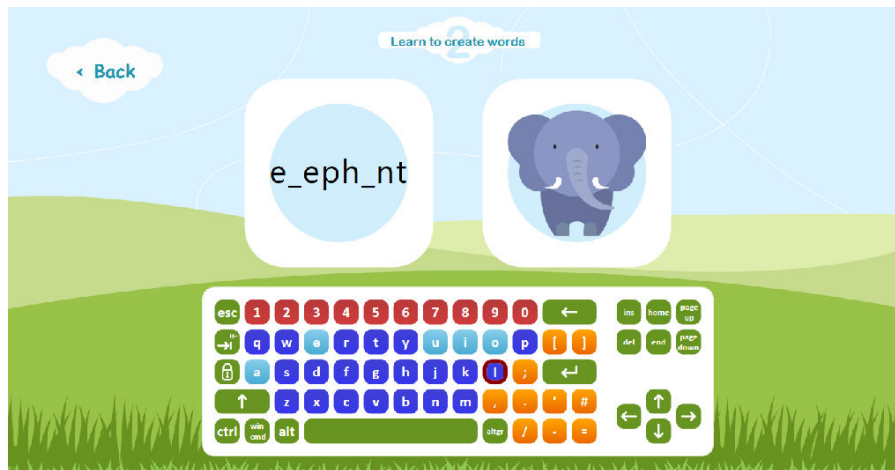 2
Learn to create words
‹ Back
e_eph_nt
esc 1 2 3 4 5 6 7 8 9 0 ← ins home page up
q w e r t y u i o p [ ] del end page down
a s d f g h j k l ; ↵
↑ z x c v b n m , . ' # ↑
ctrl win cmd alt altgr / - = ← ↓ →